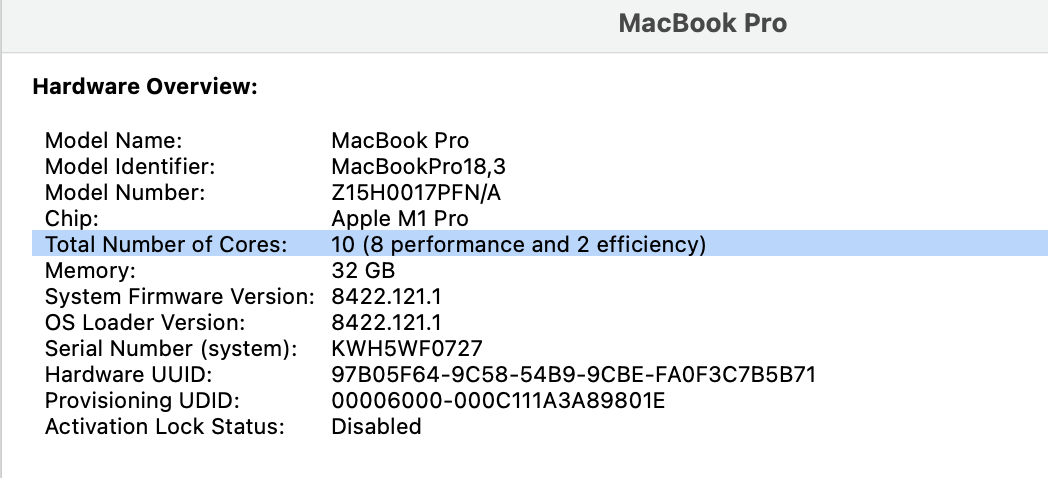 MacBook Pro
Hardware Overview:
Model Name: MacBook Pro
Model Identifier: MacBookPro18,3
Model Number: Z15H0017PFN/A
Chip: Apple M1 Pro
Total Number of Cores: 10 (8 performance and 2 efficiency)
Memory: 32 GB
System Firmware Version: 8422.121.1
OS Loader Version: 8422.121.1
Serial Number (system): KWH5WF0727
Hardware UUID: 97B05F64-9C58-54B9-9CBE-FA0F3C7B5B71
Provisioning UDID: 00006000-000C111A3A89801E
Activation Lock Status: Disabled